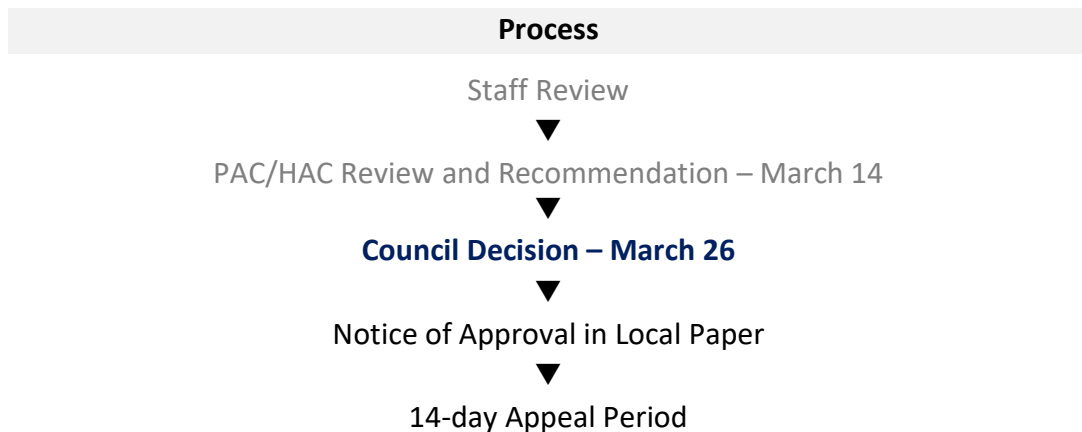 Process
Staff Review
PAC/HAC Review and Recommendation – March 14
Council Decision – March 26
Notice of Approval in Local Paper
14-day Appeal Period